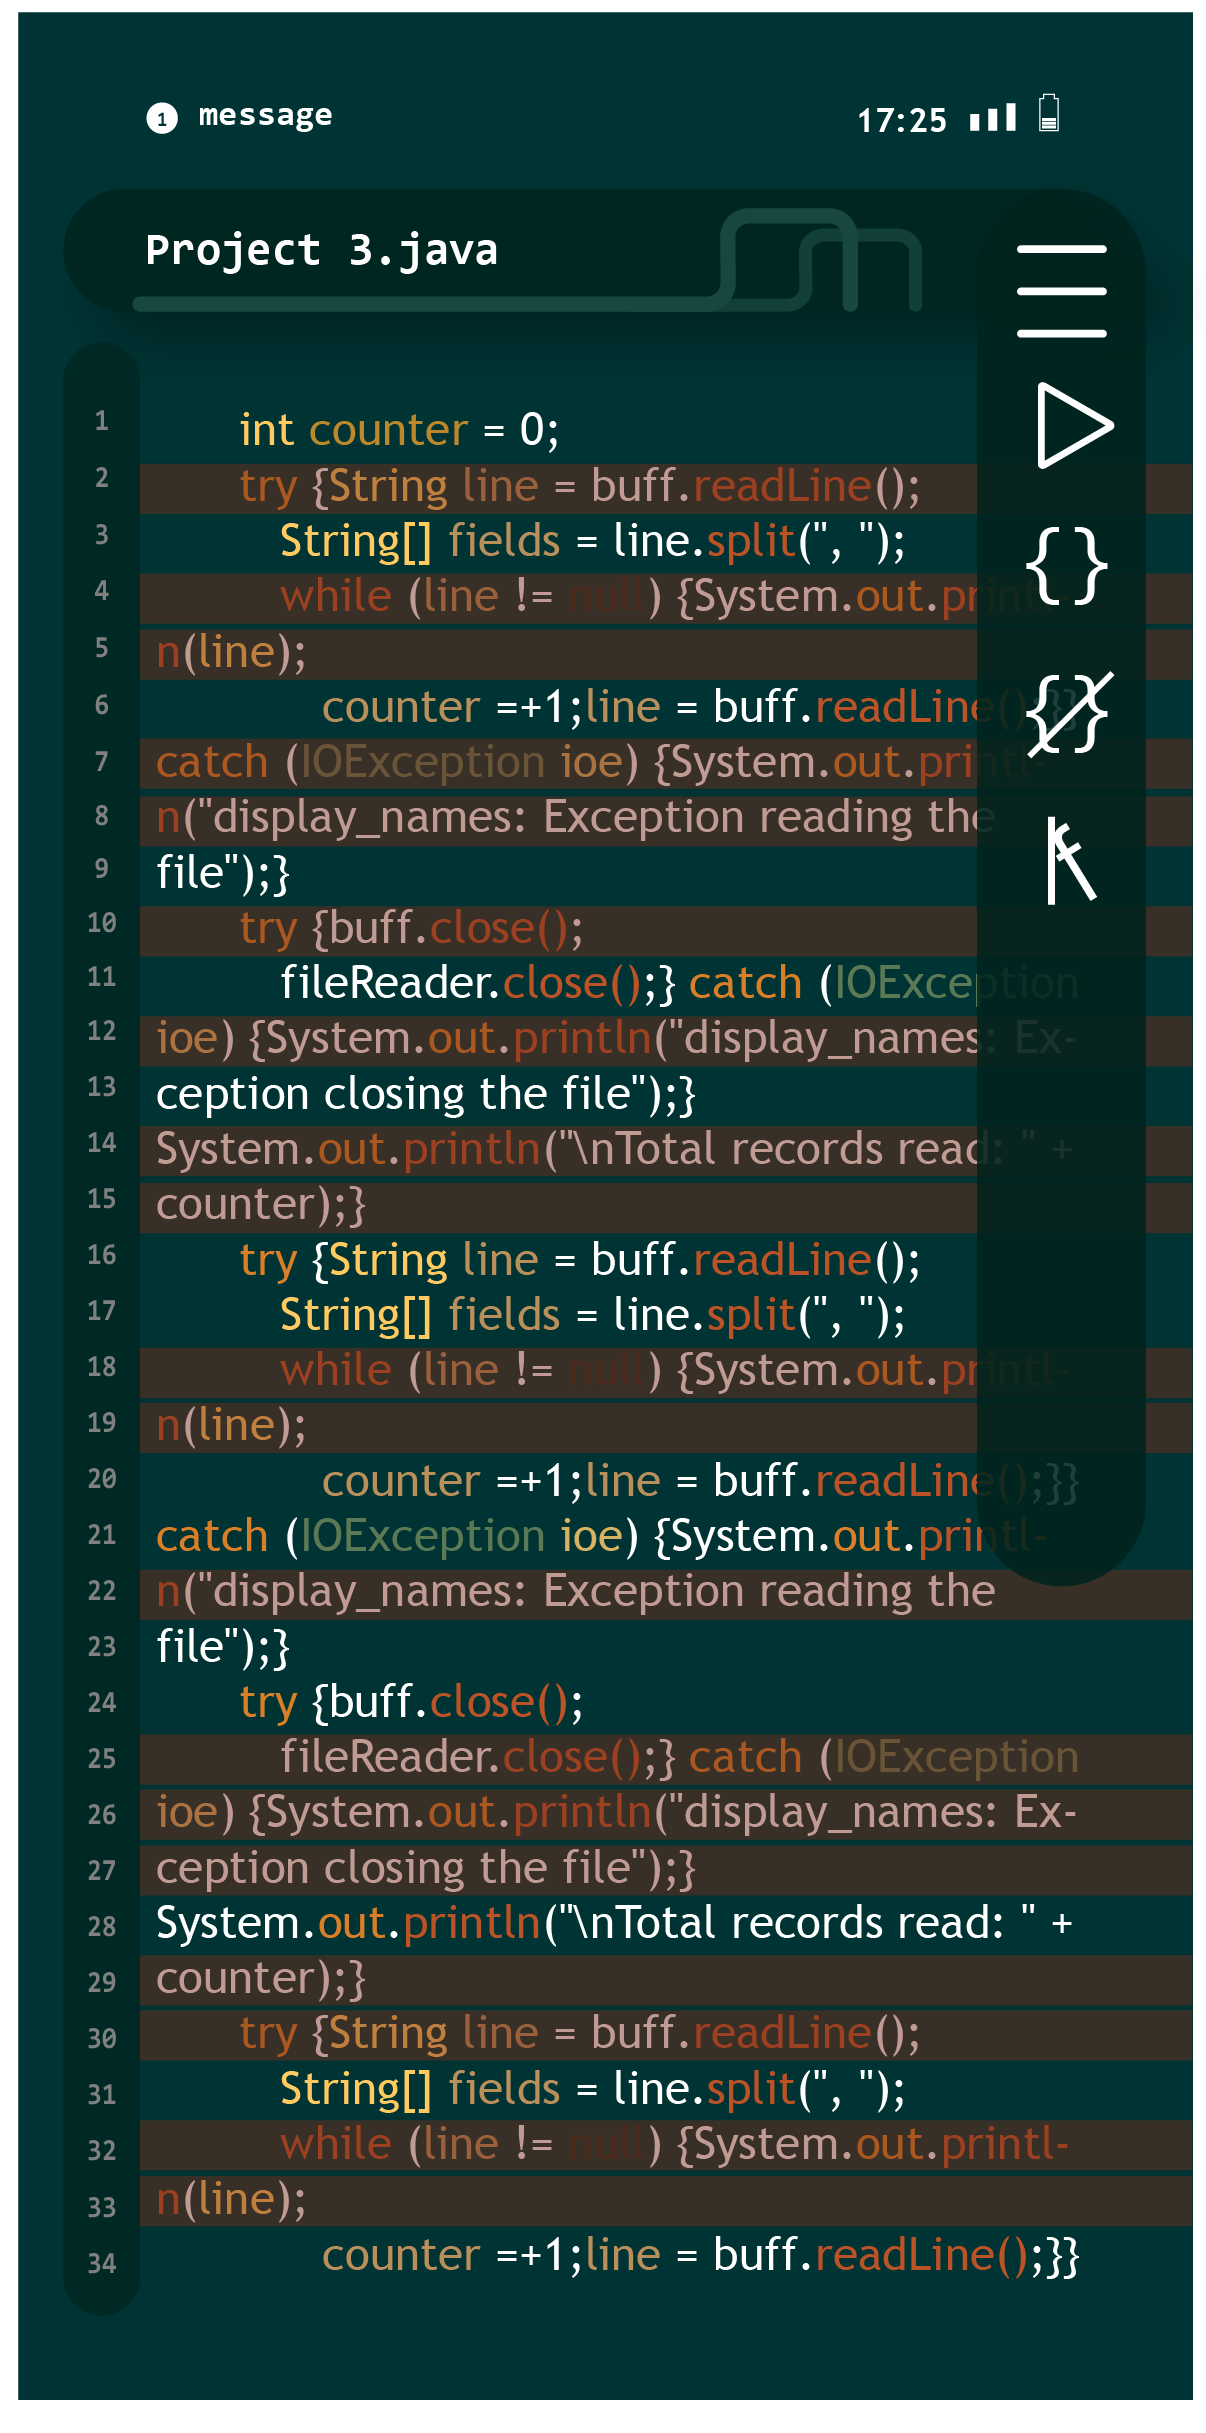 1 message 17:25
Project 3.java
1 int counter = 0;
2 try {String line = buff.readLine();
3 String[] fields = line.split(", ");
4 while (line != null) {System.out.printl-
5 n(line);
6 counter =+1;line = buff.readLine();}}
7 catch (IOException ioe) {System.out.printl-
8 n("display_names: Exception reading the
9 file");}
10 try {buff.close();
11 fileReader.close();} catch (IOException
12 ioe) {System.out.println("display_names: Ex-
13 ception closing the file");}
14 System.out.println("\nTotal records read: " +
15 counter);}
16 try {String line = buff.readLine();
17 String[] fields = line.split(", ");
18 while (line != null) {System.out.printl-
19 n(line);
20 counter =+1;line = buff.readLine();}}
21 catch (IOException ioe) {System.out.printl-
22 n("display_names: Exception reading the
23 file");}
24 try {buff.close();
25 fileReader.close();} catch (IOException
26 ioe) {System.out.println("display_names: Ex-
27 ception closing the file");}
28 System.out.println("\nTotal records read: " +
29 counter);}
30 try {String line = buff.readLine();
31 String[] fields = line.split(", ");
32 while (line != null) {System.out.printl-
33 n(line);
34 counter =+1;line = buff.readLine();}}
{}
{}